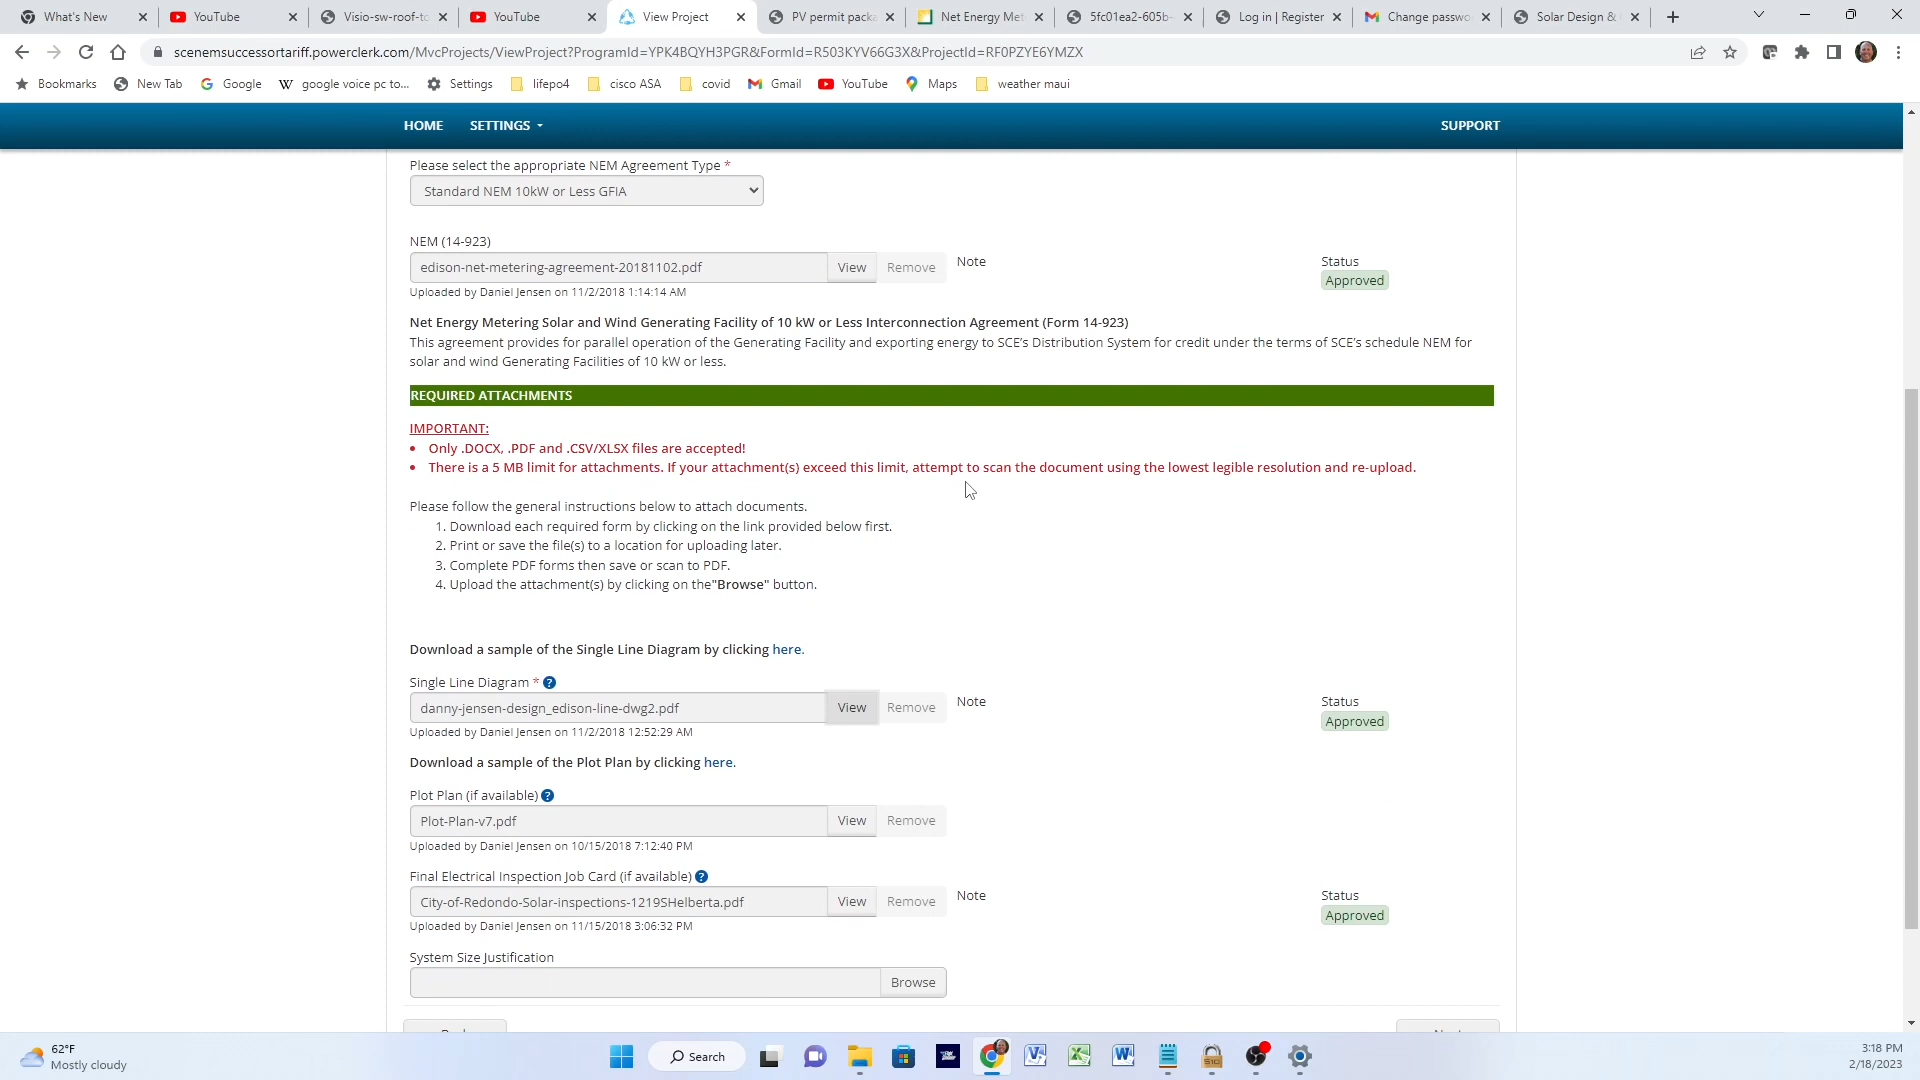 What's New
YouTube
Visio-sw-roof-to
YouTube
View Project
PV permit packa
Net Energy Met
5fc01ea2-605b-
Log in | Register
Change passwo
Solar Design &
scenemsuccessortariff.powerclerk.com/MvcProjects/ViewProject?ProgramId=YPK4BQYH3PGR&FormId=R503KYV66G3X&ProjectId=RF0PZYE6YMZX
Bookmarks
New Tab
Google
google voice pc to...
Settings
lifepo4
cisco ASA
covid
Gmail
YouTube
Maps
weather maui
HOME
SETTINGS
SUPPORT
Please select the appropriate NEM Agreement Type *
Standard NEM 10kW or Less GFIA
NEM (14-923)
edison-net-metering-agreement-20181102.pdf
View
Remove
Note
Status
Approved
Uploaded by Daniel Jensen on 11/2/2018 1:14:14 AM
Net Energy Metering Solar and Wind Generating Facility of 10 kW or Less Interconnection Agreement (Form 14-923)
This agreement provides for parallel operation of the Generating Facility and exporting energy to SCE's Distribution System for credit under the terms of SCE's schedule NEM for
solar and wind Generating Facilities of 10 kW or less.
REQUIRED ATTACHMENTS
IMPORTANT:
• Only .DOCX, .PDF and .CSV/XLSX files are accepted!
• There is a 5 MB limit for attachments. If your attachment(s) exceed this limit, attempt to scan the document using the lowest legible resolution and re-upload.
Please follow the general instructions below to attach documents.
1. Download each required form by clicking on the link provided below first.
2. Print or save the file(s) to a location for uploading later.
3. Complete PDF forms then save or scan to PDF.
4. Upload the attachment(s) by clicking on the"Browse" button.
Download a sample of the Single Line Diagram by clicking here.
Single Line Diagram * ?
danny-jensen-design_edison-line-dwg2.pdf
View
Remove
Note
Status
Approved
Uploaded by Daniel Jensen on 11/2/2018 12:52:29 AM
Download a sample of the Plot Plan by clicking here.
Plot Plan (if available) ?
Plot-Plan-v7.pdf
View
Remove
Uploaded by Daniel Jensen on 10/15/2018 7:12:40 PM
Final Electrical Inspection Job Card (if available) ?
City-of-Redondo-Solar-inspections-1219SHelberta.pdf
View
Remove
Note
Status
Approved
Uploaded by Daniel Jensen on 11/15/2018 3:06:32 PM
System Size Justification
Browse
62°F
Mostly cloudy
Search
3:18 PM
2/18/2023